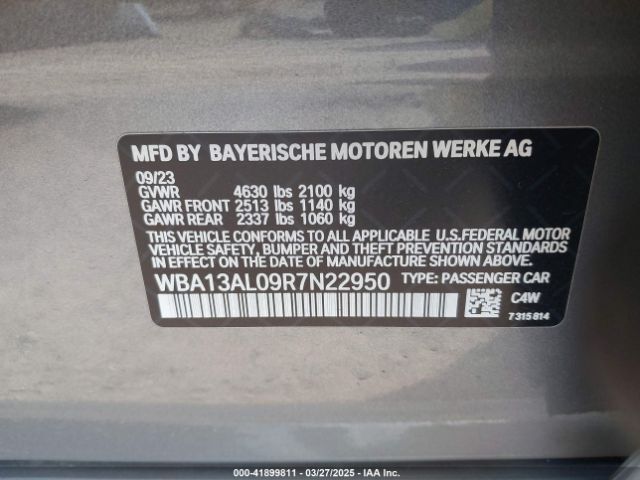 MFD BY BAYERISCHE MOTOREN WERKE AG
09/23
GVWR 4630 lbs 2100 kg
GAWR FRONT 2513 lbs 1140 kg
GAWR REAR 2337 lbs 1060 kg
THIS VEHICLE CONFORMS TO ALL APPLICABLE U.S.FEDERAL MOTOR
VEHICLE SAFETY, BUMPER, AND THEFT PREVENTION STANDARDS
IN EFFECT ON THE DATE OF MANUFACTURE SHOWN ABOVE.
WBA13AL09R7N22950 TYPE: PASSENGER CAR
C4W
7315814
000-41899811 - 03/27/2025 - IAA Inc.